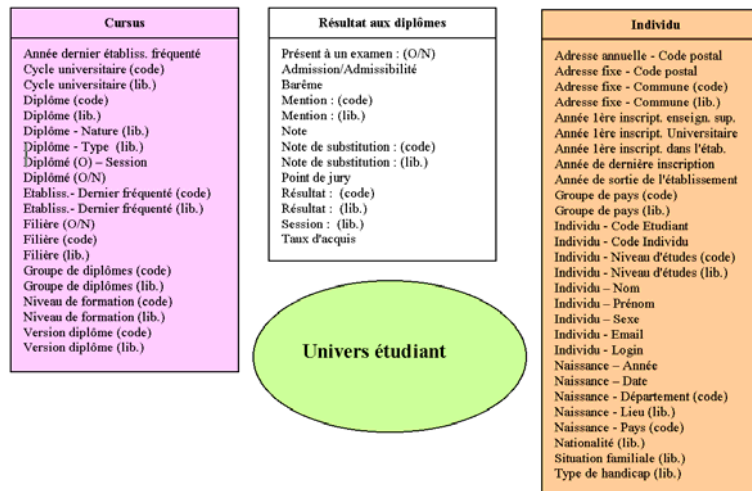 Cursus
Année dernier établiss. fréquenté
Cycle universitaire (code)
Cycle universitaire (lib.)
Diplôme (code)
Diplôme (lib.)
Diplôme - Nature (lib.)
Diplôme - Type (lib.)
Diplômé (O) – Session
Diplômé (O/N)
Etabliss.- Dernier fréquenté (code)
Etabliss.- Dernier fréquenté (lib.)
Filière (O/N)
Filière (code)
Filière (lib.)
Groupe de diplômes (code)
Groupe de diplômes (lib.)
Niveau de formation (code)
Niveau de formation (lib.)
Version diplôme (code)
Version diplôme (lib.)
Résultat aux diplômes
Présent à un examen : (O/N)
Admission/Admissibilité
Barême
Mention : (code)
Mention : (lib.)
Note
Note de substitution : (code)
Note de substitution : (lib.)
Point de jury
Résultat : (code)
Résultat : (lib.)
Session : (lib.)
Taux d'acquis
Univers étudiant
Individu
Adresse annuelle - Code postal
Adresse fixe - Code postal
Adresse fixe - Commune (code)
Adresse fixe - Commune (lib.)
Année 1ère inscript. enseign. sup.
Année 1ère inscript. Universitaire
Année 1ère inscript. dans l'étab.
Année de dernière inscription
Année de sortie de l'établissement
Groupe de pays (code)
Groupe de pays (lib.)
Individu - Code Etudiant
Individu - Code Individu
Individu - Niveau d'études (code)
Individu - Niveau d'études (lib.)
Individu – Nom
Individu – Prénom
Individu – Sexe
Individu - Email
Individu - Login
Naissance – Année
Naissance – Date
Naissance - Département (code)
Naissance - Lieu (lib.)
Naissance - Pays (code)
Nationalité (lib.)
Situation familiale (lib.)
Type de handicap (lib.)